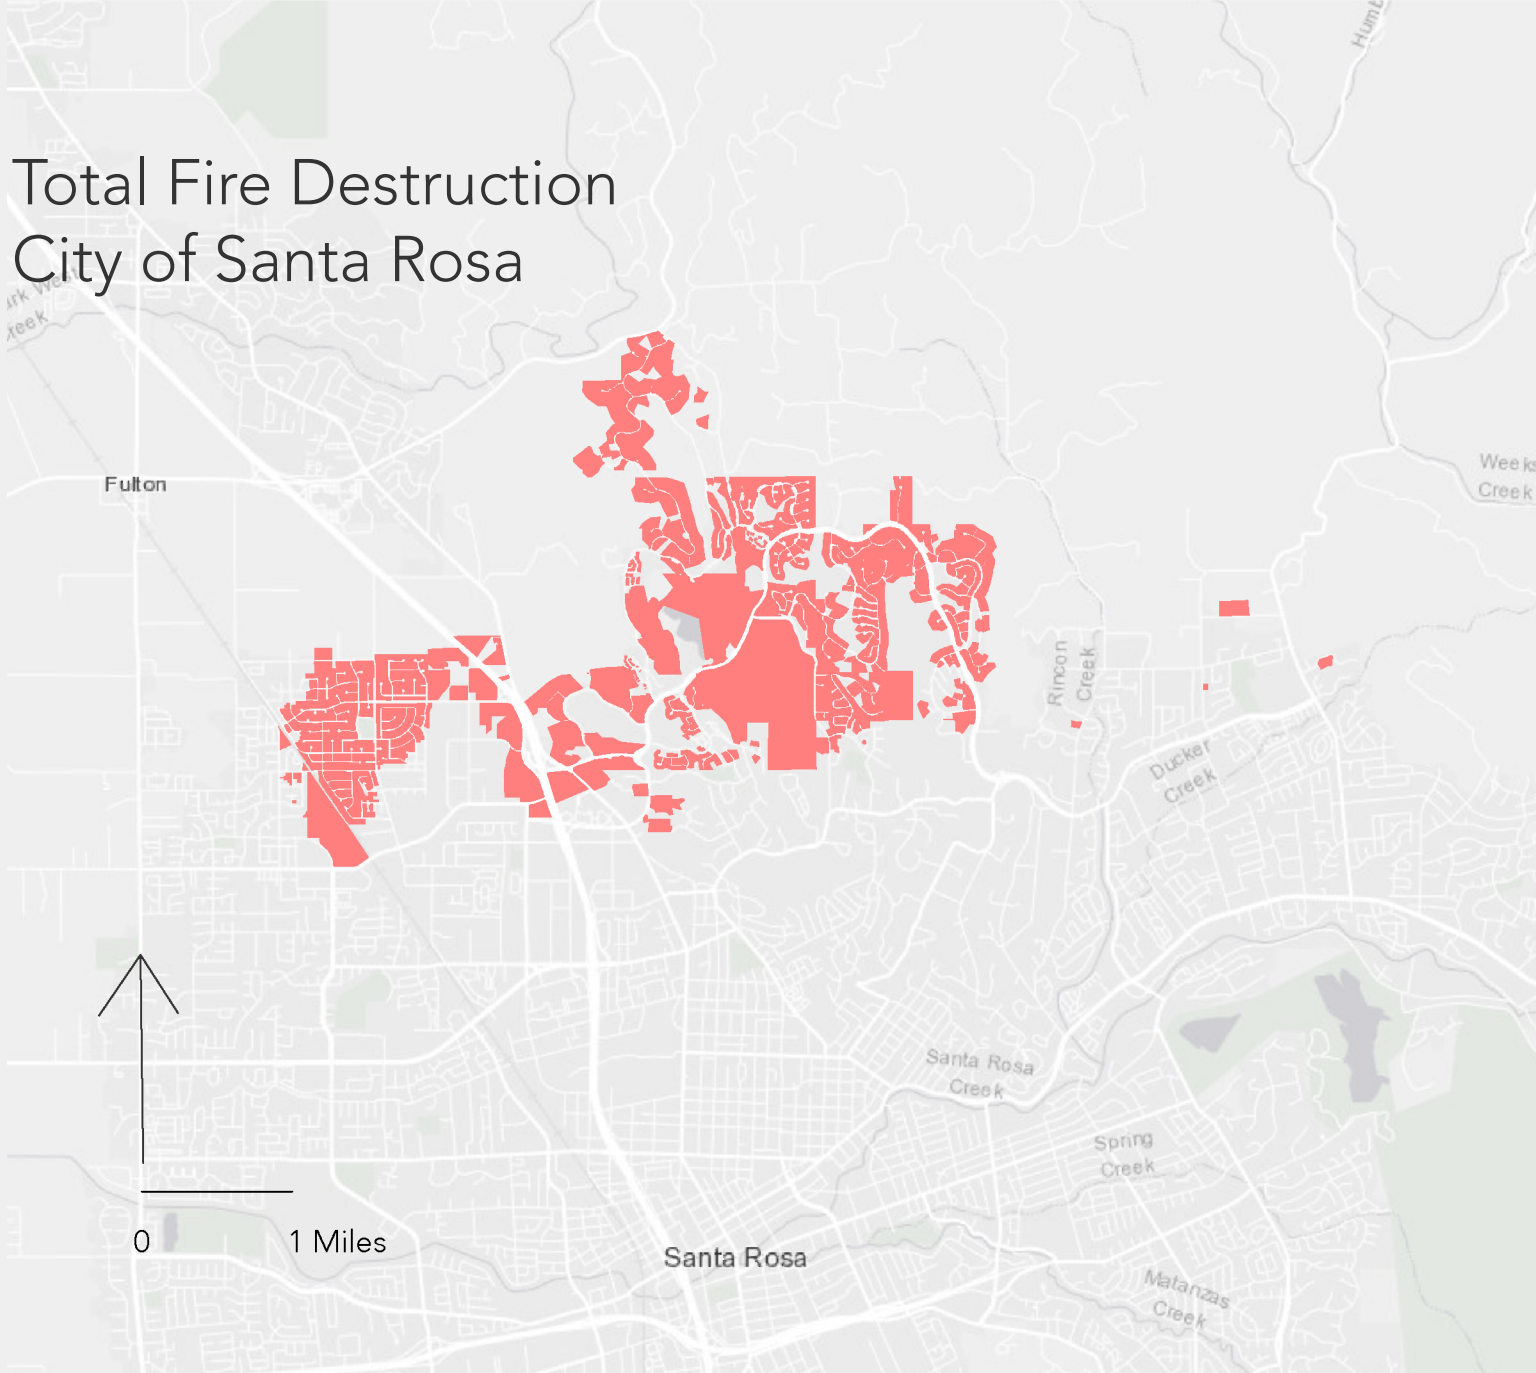 Total Fire Destruction
City of Santa Rosa
Creek
Fulton
Weeks
Creek
Rincon
Creek
Ducker
Creek
Santa Rosa
Creek
Spring
Creek
0
1 Miles
Santa Rosa
Matanzas
Creek